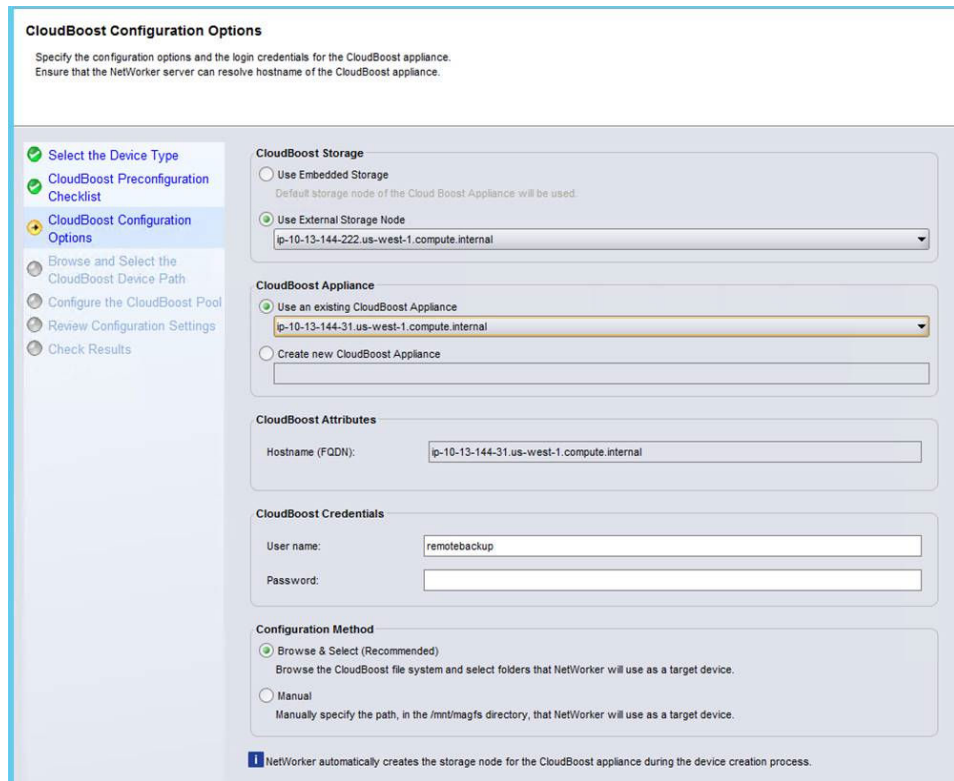 CloudBoost Configuration Options
Specify the configuration options and the login credentials for the CloudBoost appliance.
Ensure that the NetWorker server can resolve hostname of the CloudBoost appliance.
Select the Device Type
CloudBoost Preconfiguration
Checklist
CloudBoost Configuration
Options
Browse and Select the
CloudBoost Device Path
Configure the CloudBoost Pool
Review Configuration Settings
Check Results
CloudBoost Storage
Use Embedded Storage
Default storage node of the Cloud Boost Appliance will be used.
Use External Storage Node
ip-10-13-144-222.us-west-1.compute.internal
CloudBoost Appliance
Use an existing CloudBoost Appliance
ip-10-13-144-31.us-west-1.compute.internal
Create new CloudBoost Appliance
CloudBoost Attributes
Hostname (FQDN): ip-10-13-144-31.us-west-1.compute.internal
CloudBoost Credentials
User name: remotebackup
Password:
Configuration Method
Browse & Select (Recommended)
Browse the CloudBoost file system and select folders that NetWorker will use as a target device.
Manual
Manually specify the path, in the /mnt/magfs directory, that NetWorker will use as a target device.
NetWorker automatically creates the storage node for the CloudBoost appliance during the device creation process.